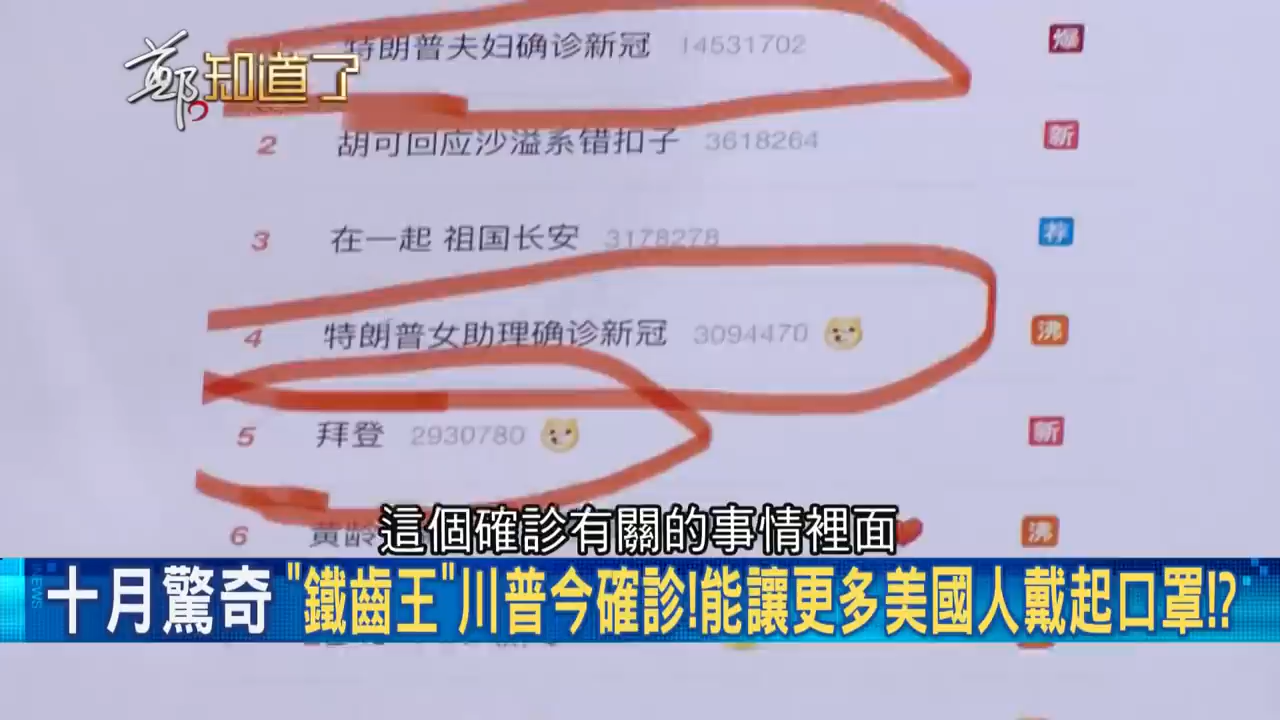 鄭知道了
特朗普夫妇确诊新冠 14531702 爆
2 胡可回应沙溢系错扣子 3618264 新
3 在一起 祖国长安 3178278 荐
4 特朗普女助理确诊新冠 3094470 沸
5 拜登 2930780 新
6 黄龄 沸
這個確診有關的事情裡面
NEWS
十月驚奇 "鐵齒王"川普今確診!能讓更多美國人戴起口罩!?